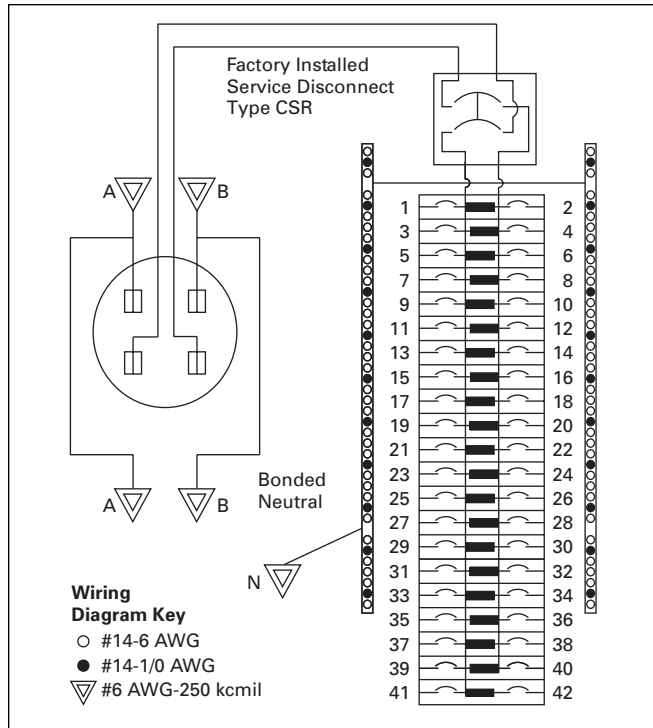 Factory Installed
Service Disconnect
Type CSR
A B
1 2
3 4
5 6
7 8
9 10
11 12
13 14
15 16
17 18
19 20
21 22
23 24
25 26
27 28
29 30
31 32
33 34
35 36
37 38
39 40
41 42
A B
Bonded
Neutral
N
Wiring
Diagram Key
#14-6 AWG
#14-1/0 AWG
#6 AWG-250 kcmil